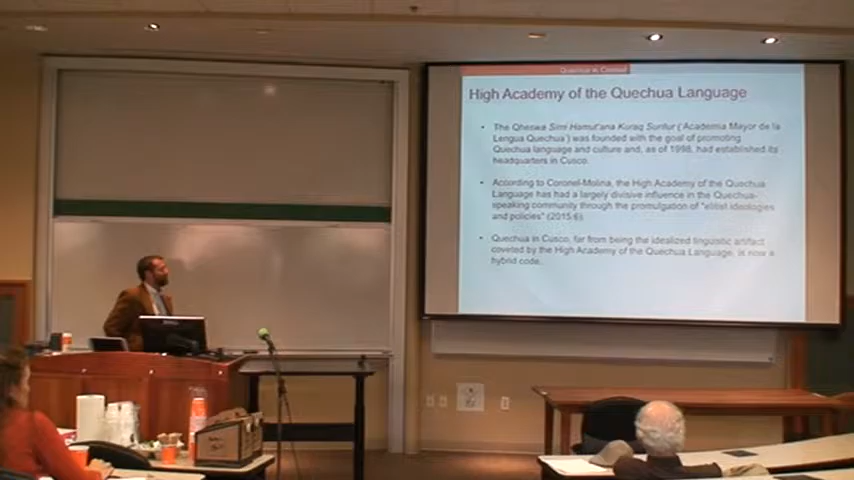 Quechua in Contact
High Academy of the Quechua Language
• The Qheswa Simi Hamut'ana Kuraq Suntur ('Academia Mayor de la
Lengua Quechua') was founded with the goal of promoting
Quechua language and culture and, as of 1998, had established its
headquarters in Cusco.
• According to Coronel-Molina, the High Academy of the Quechua
Language has had a largely divisive influence in the Quechua-
speaking community through the promulgation of "elitist ideologies
and policies" (2015:6).
• Quechua in Cusco, far from being the idealized linguistic artifact
coveted by the High Academy of the Quechua Language, is now a
hybrid code.